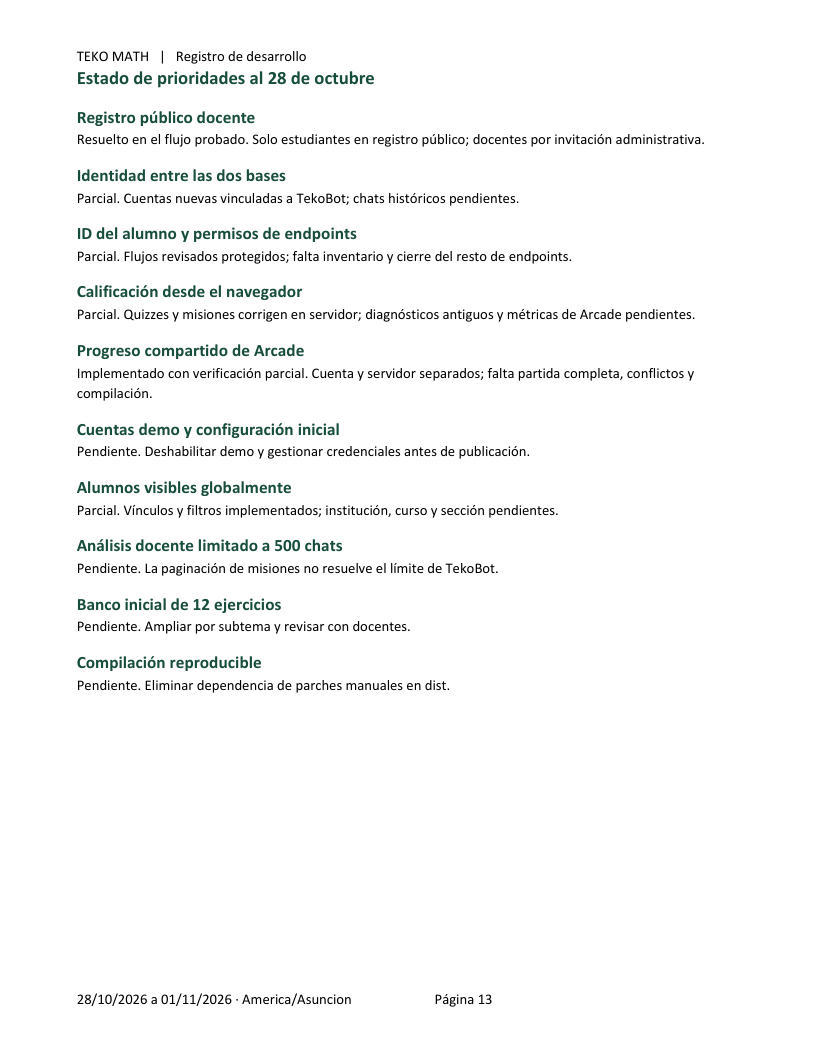 TEKO MATH | Registro de desarrollo
Estado de prioridades al 28 de octubre
Registro público docente
Resuelto en el flujo probado. Solo estudiantes en registro público; docentes por invitación administrativa.
Identidad entre las dos bases
Parcial. Cuentas nuevas vinculadas a TekoBot; chats históricos pendientes.
ID del alumno y permisos de endpoints
Parcial. Flujos revisados protegidos; falta inventario y cierre del resto de endpoints.
Calificación desde el navegador
Parcial. Quizzes y misiones corrigen en servidor; diagnósticos antiguos y métricas de Arcade pendientes.
Progreso compartido de Arcade
Implementado con verificación parcial. Cuenta y servidor separados; falta partida completa, conflictos y
compilación.
Cuentas demo y configuración inicial
Pendiente. Deshabilitar demo y gestionar credenciales antes de publicación.
Alumnos visibles globalmente
Parcial. Vínculos y filtros implementados; institución, curso y sección pendientes.
Análisis docente limitado a 500 chats
Pendiente. La paginación de misiones no resuelve el límite de TekoBot.
Banco inicial de 12 ejercicios
Pendiente. Ampliar por subtema y revisar con docentes.
Compilación reproducible
Pendiente. Eliminar dependencia de parches manuales en dist.
28/10/2026 a 01/11/2026 · America/Asuncion Página 13